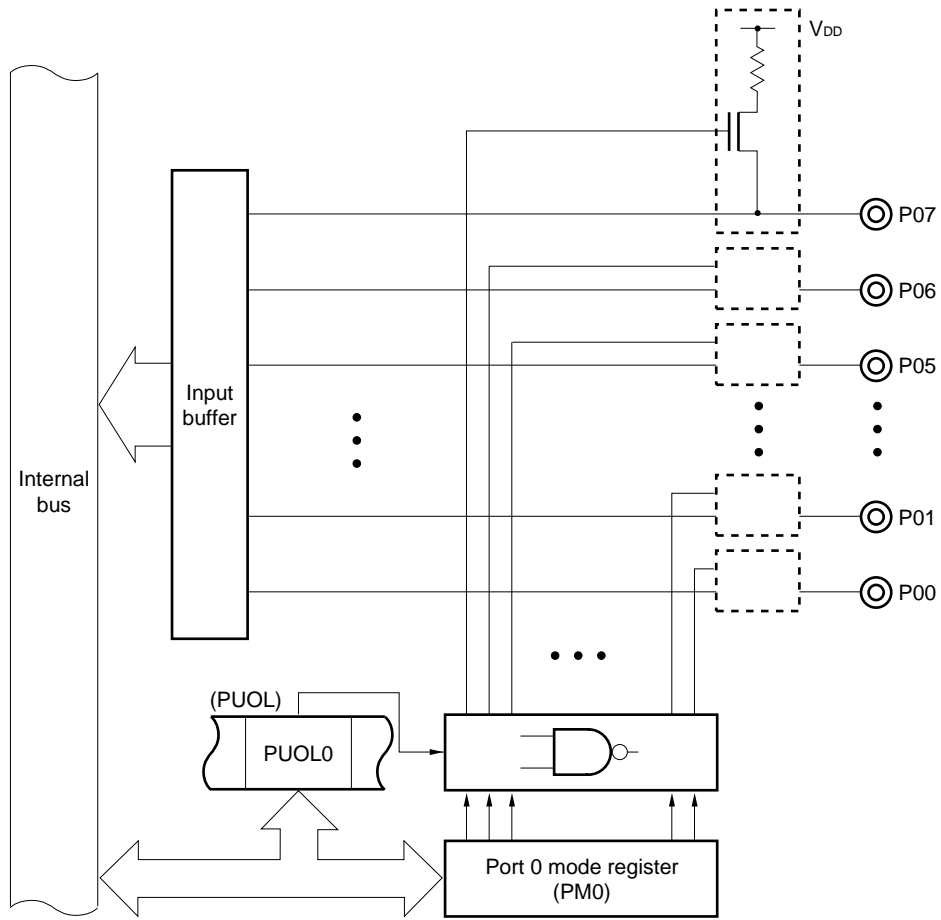 VDD
P07
P06
P05
Input
buffer
Internal
bus
P01
P00
(PUOL)
PUOL0
Port 0 mode register
(PM0)